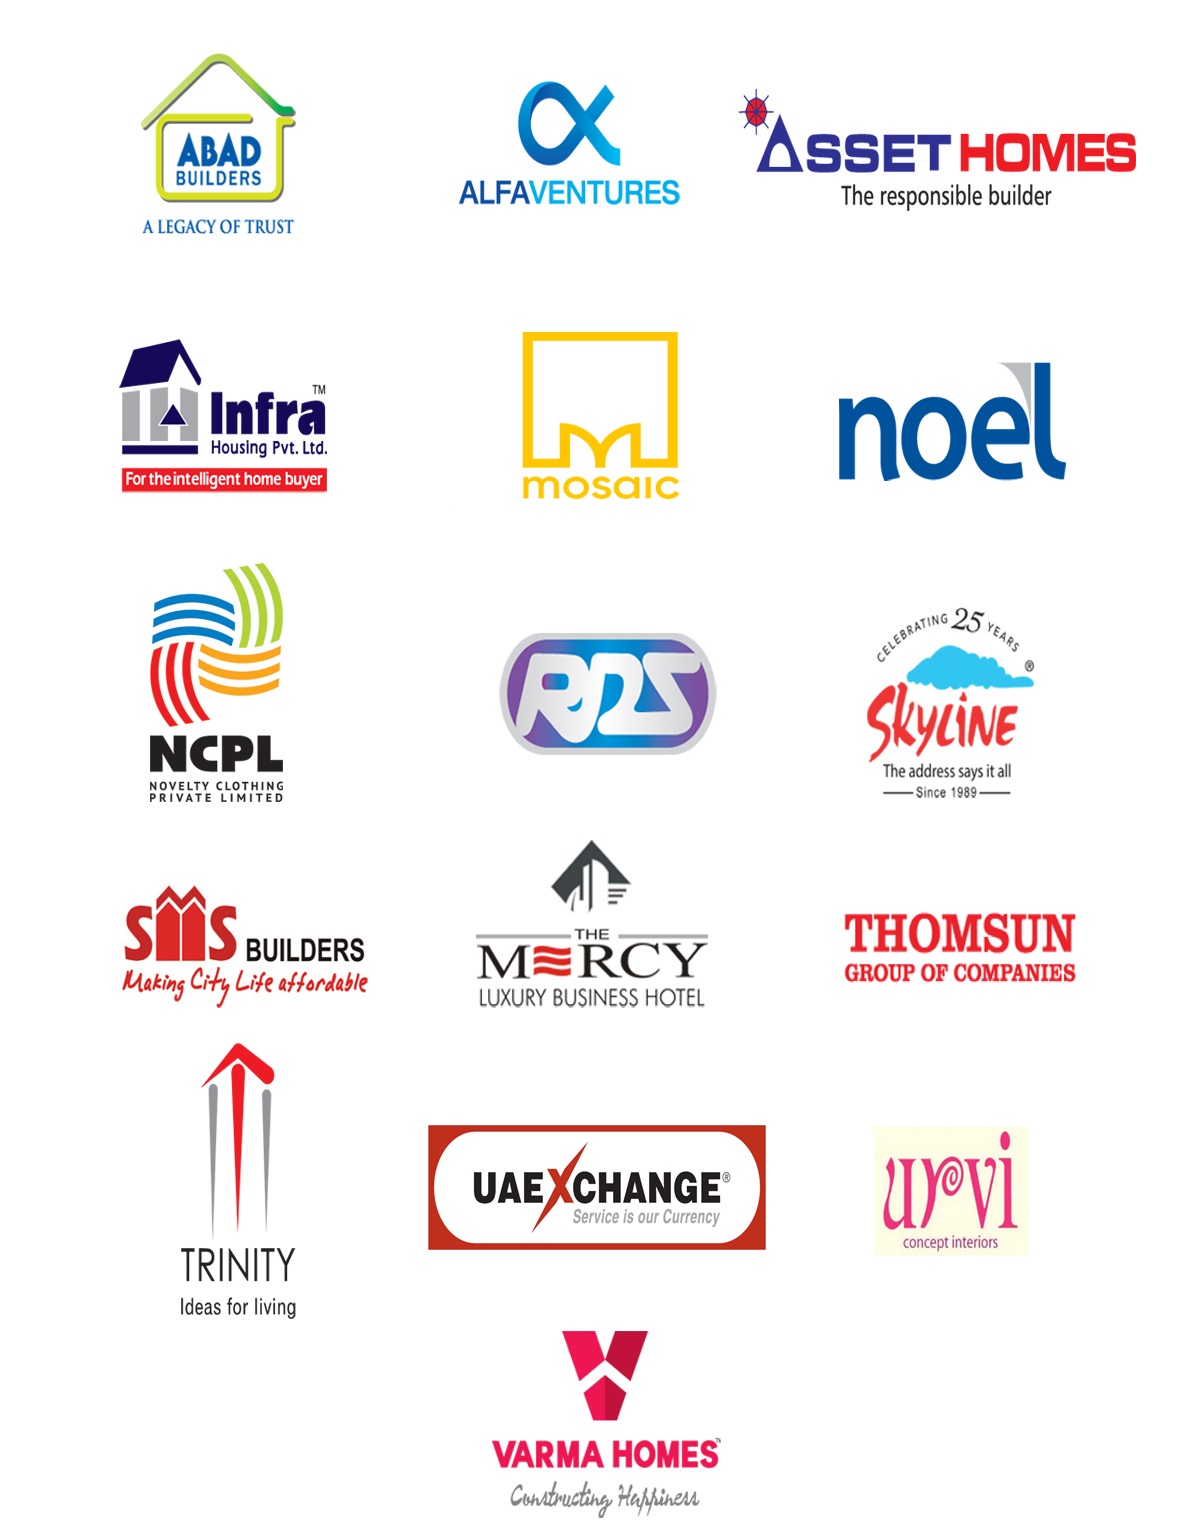 ABAD
BUILDERS
A LEGACY OF TRUST
ALFAVENTURES
ASSET HOMES
The responsible builder
Infra™
Housing Pvt. Ltd.
For the intelligent home buyer
mosaic
noel
NCPL
NOVELTY CLOTHING
PRIVATE LIMITED
RDS
CELEBRATING 25 YEARS
SKYLINE®
The address says it all
Since 1989
SMS BUILDERS
Making City Life affordable
THE
MERCY
LUXURY BUSINESS HOTEL
THOMSUN
GROUP OF COMPANIES
TRINITY
Ideas for living
UAEXCHANGE®
Service is our Currency
urvi
concept interiors
VARMA HOMES™
Constructing Happiness